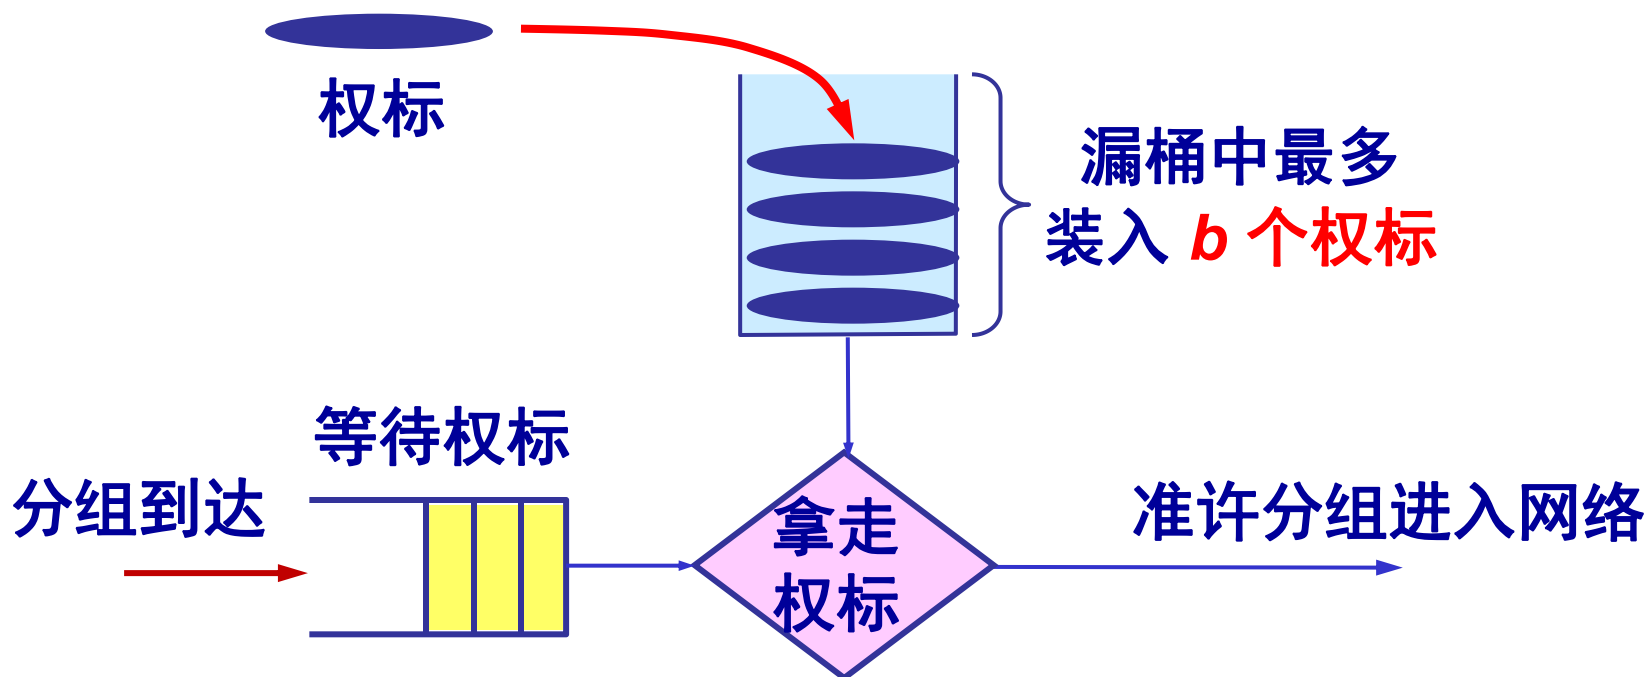 权标
漏桶中最多
装入 b 个权标
等待权标
分组到达
拿走
权标
准许分组进入网络